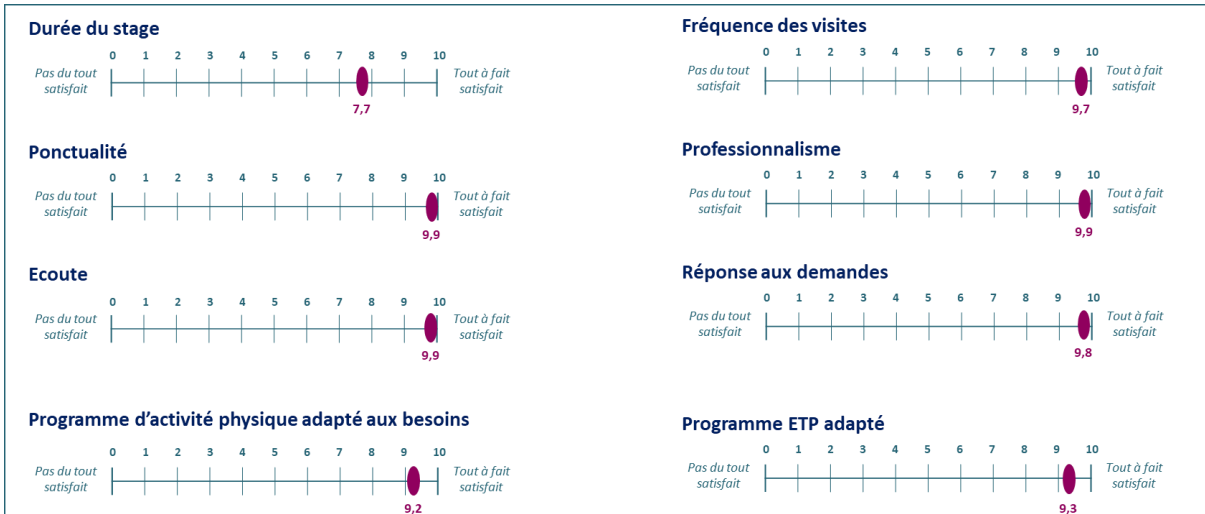 Durée du stage
0 1 2 3 4 5 6 7 8 9 10
Pas du tout
satisfait
Tout à fait
satisfait
7,7
Fréquence des visites
0 1 2 3 4 5 6 7 8 9 10
Pas du tout
satisfait
Tout à fait
satisfait
9,7
Ponctualité
0 1 2 3 4 5 6 7 8 9 10
Pas du tout
satisfait
Tout à fait
satisfait
9,9
Professionnalisme
0 1 2 3 4 5 6 7 8 9 10
Pas du tout
satisfait
Tout à fait
satisfait
9,9
Ecoute
0 1 2 3 4 5 6 7 8 9 10
Pas du tout
satisfait
Tout à fait
satisfait
9,9
Réponse aux demandes
0 1 2 3 4 5 6 7 8 9 10
Pas du tout
satisfait
Tout à fait
satisfait
9,8
Programme d’activité physique adapté aux besoins
0 1 2 3 4 5 6 7 8 9 10
Pas du tout
satisfait
Tout à fait
satisfait
9,2
Programme ETP adapté
0 1 2 3 4 5 6 7 8 9 10
Pas du tout
satisfait
Tout à fait
satisfait
9,3